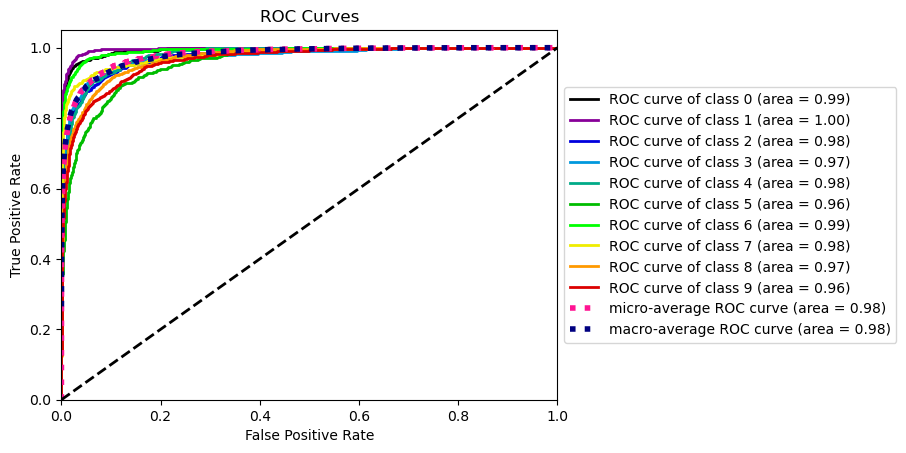 ROC Curves
True Positive Rate
1.0
0.8
0.6
0.4
0.2
0.0
0.0 0.2 0.4 0.6 0.8 1.0
False Positive Rate
ROC curve of class 0 (area = 0.99)
ROC curve of class 1 (area = 1.00)
ROC curve of class 2 (area = 0.98)
ROC curve of class 3 (area = 0.97)
ROC curve of class 4 (area = 0.98)
ROC curve of class 5 (area = 0.96)
ROC curve of class 6 (area = 0.99)
ROC curve of class 7 (area = 0.98)
ROC curve of class 8 (area = 0.97)
ROC curve of class 9 (area = 0.96)
micro-average ROC curve (area = 0.98)
macro-average ROC curve (area = 0.98)